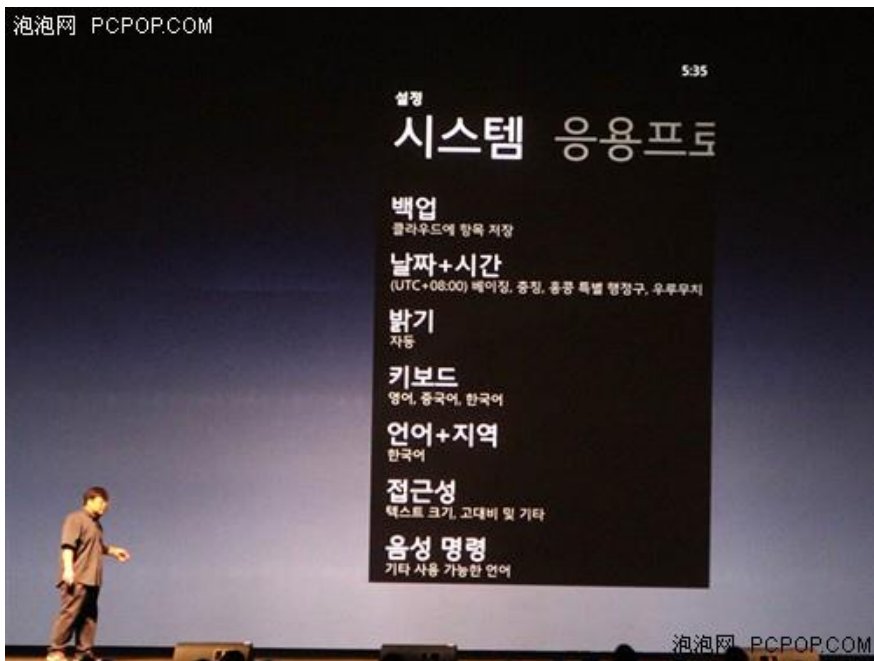 泡泡网 PCPOP.COM
5:35
설정
시스템 응용프로
백업
클라우드에 항목 저장
날짜+시간
(UTC+08:00) 베이징, 충칭, 홍콩 특별 행정구, 우루무치
밝기
자동
키보드
영어, 중국어, 한국어
언어+지역
한국어
접근성
텍스트 크기, 고대비 및 기타
음성 명령
기타 사용 가능한 언어
泡泡网 PCPOP.COM